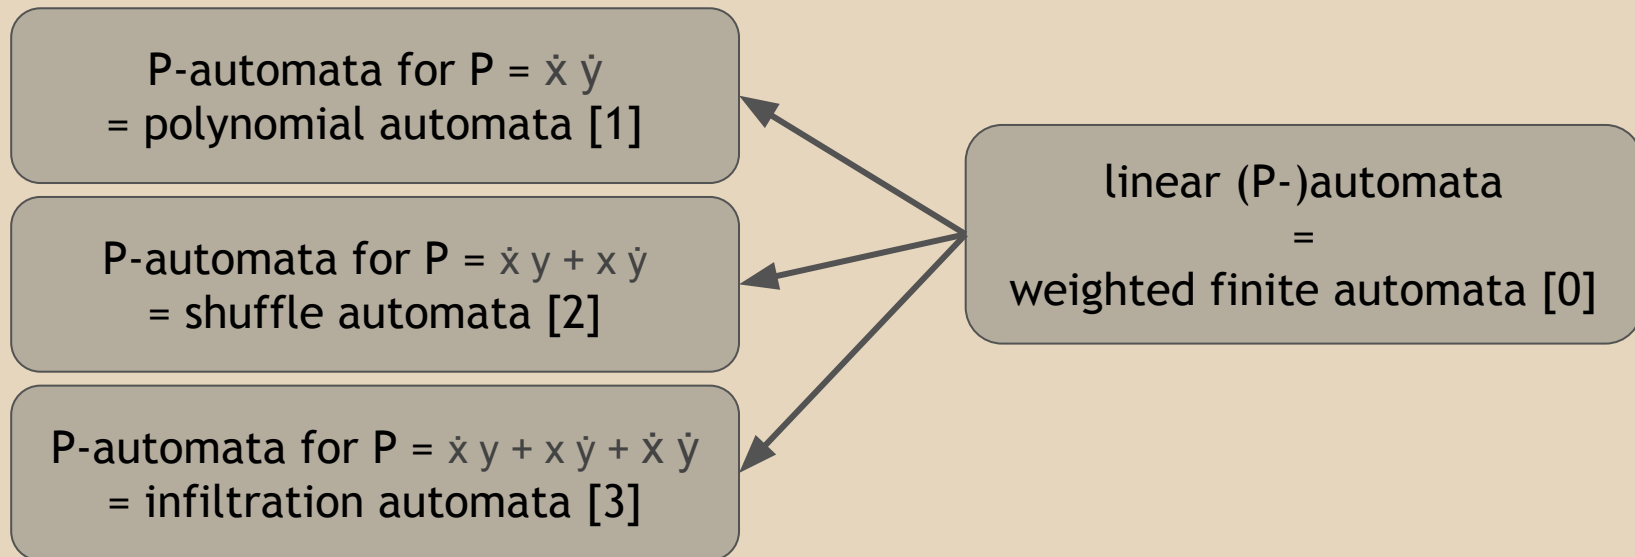 P-automata for P = ẋ ẏ
= polynomial automata [1]
P-automata for P = ẋ y + x ẏ
= shuffle automata [2]
P-automata for P = ẋ y + x ẏ + ẋ ẏ
= infiltration automata [3]
linear (P-)automata
=
weighted finite automata [0]